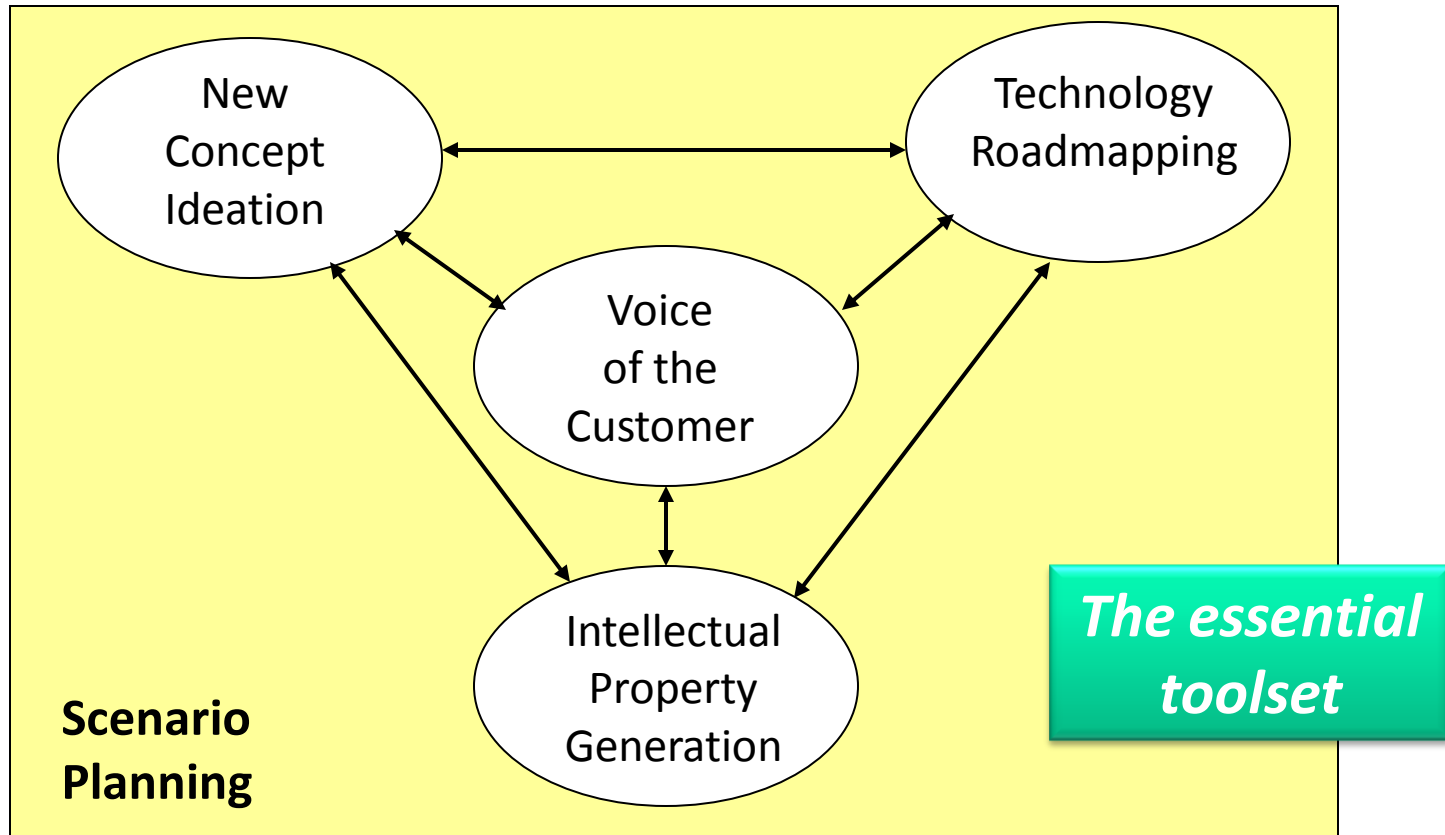 New
Concept
Ideation
Technology
Roadmapping
Voice
of the
Customer
Intellectual
Property
Generation
The essential
toolset
Scenario
Planning